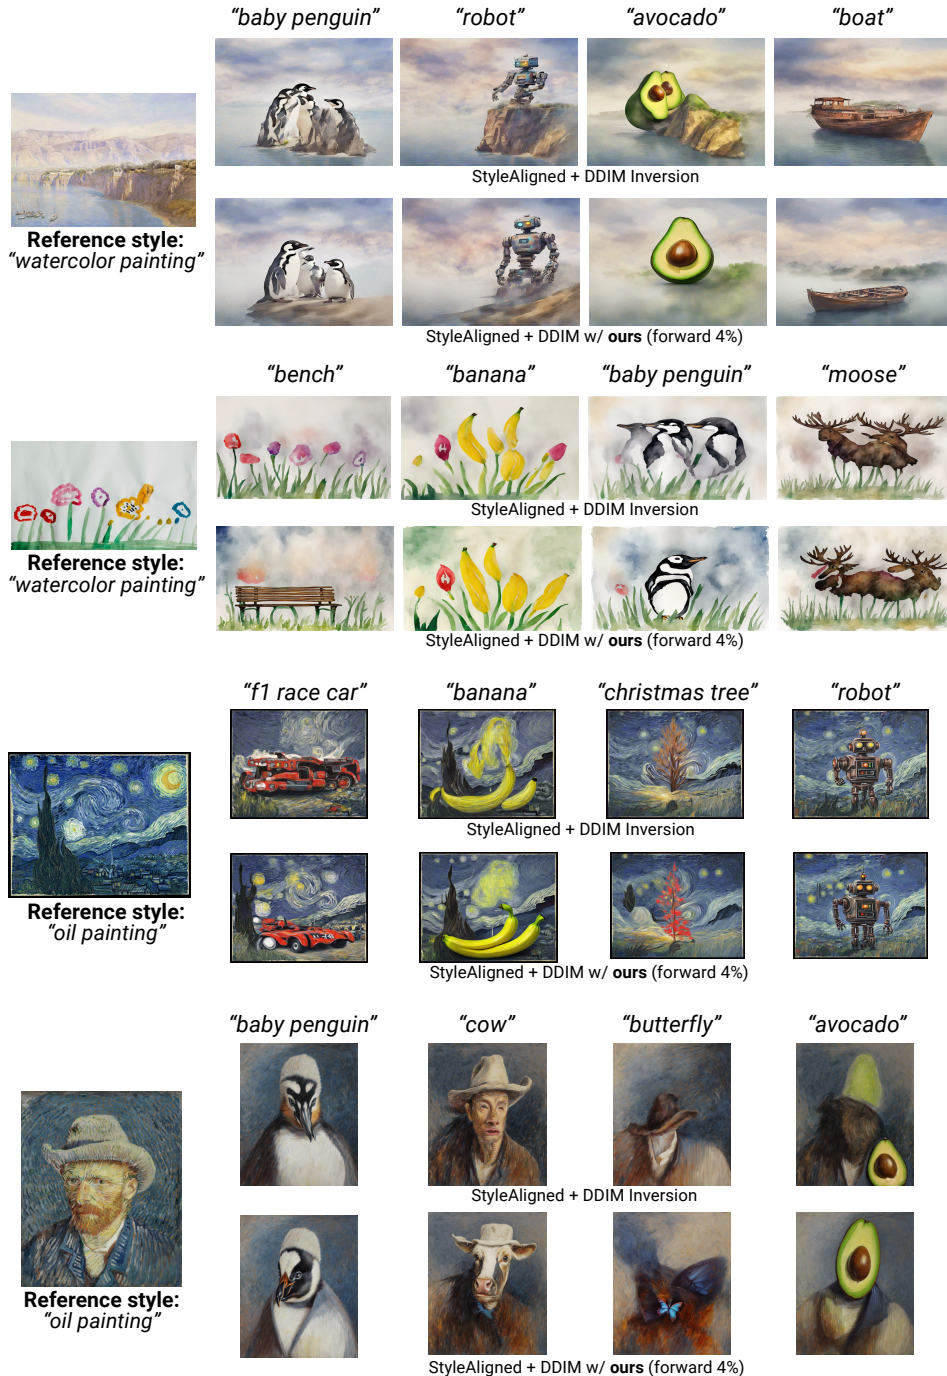 “baby penguin” “robot” “avocado” “boat”
StyleAligned + DDIM Inversion
Reference style:
“watercolor painting”
StyleAligned + DDIM w/ ours (forward 4%)
“bench” “banana” “baby penguin” “moose”
StyleAligned + DDIM Inversion
Reference style:
“watercolor painting”
StyleAligned + DDIM w/ ours (forward 4%)
“f1 race car” “banana” “christmas tree” “robot”
StyleAligned + DDIM Inversion
Reference style:
“oil painting”
StyleAligned + DDIM w/ ours (forward 4%)
“baby penguin” “cow” “butterfly” “avocado”
StyleAligned + DDIM Inversion
Reference style:
“oil painting”
StyleAligned + DDIM w/ ours (forward 4%)